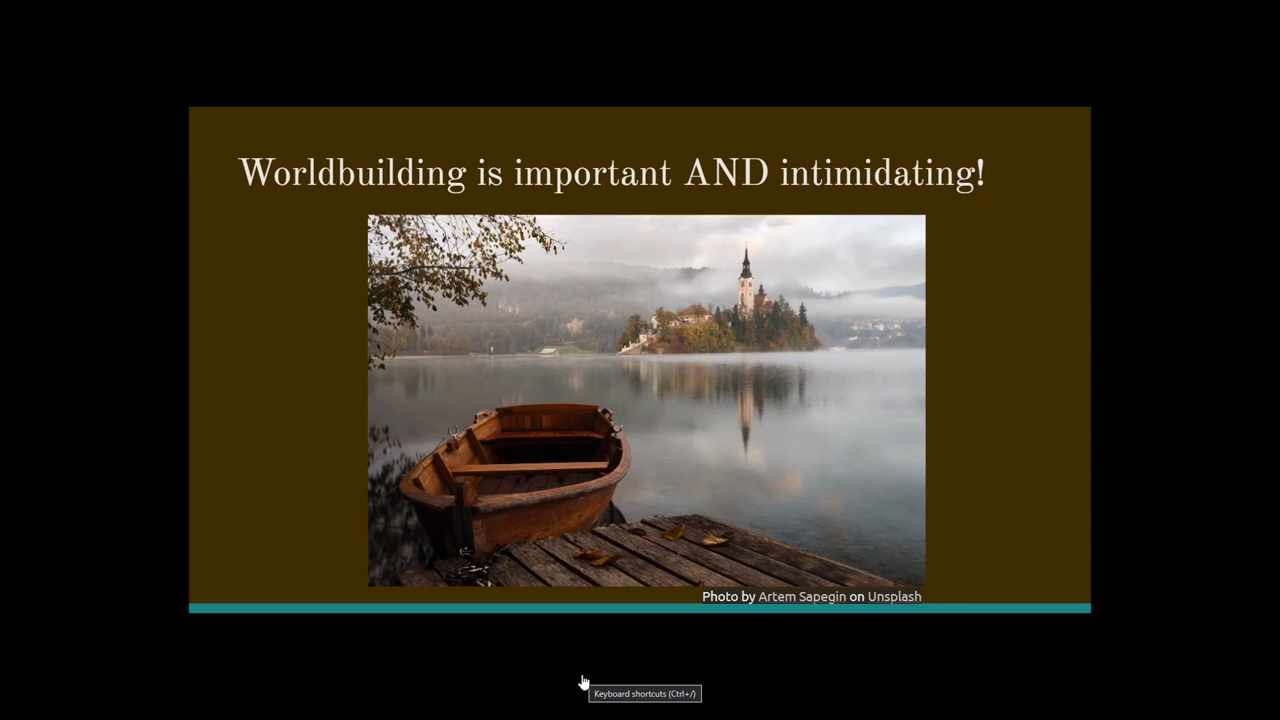 Worldbuilding is important AND intimidating!
Photo by Artem Sapegin on Unsplash
Keyboard shortcuts (Ctrl+/)